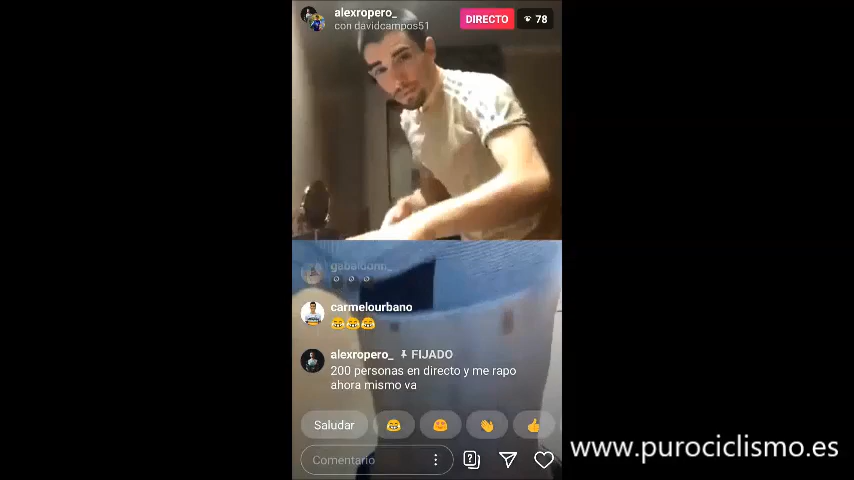 alexropero_
con davidcampos51
DIRECTO
78
gabaldonn_
carmelourbano
alexropero_ FIJADO
200 personas en directo y me rapo
ahora mismo va
Saludar
Comentario
www.purociclismo.es